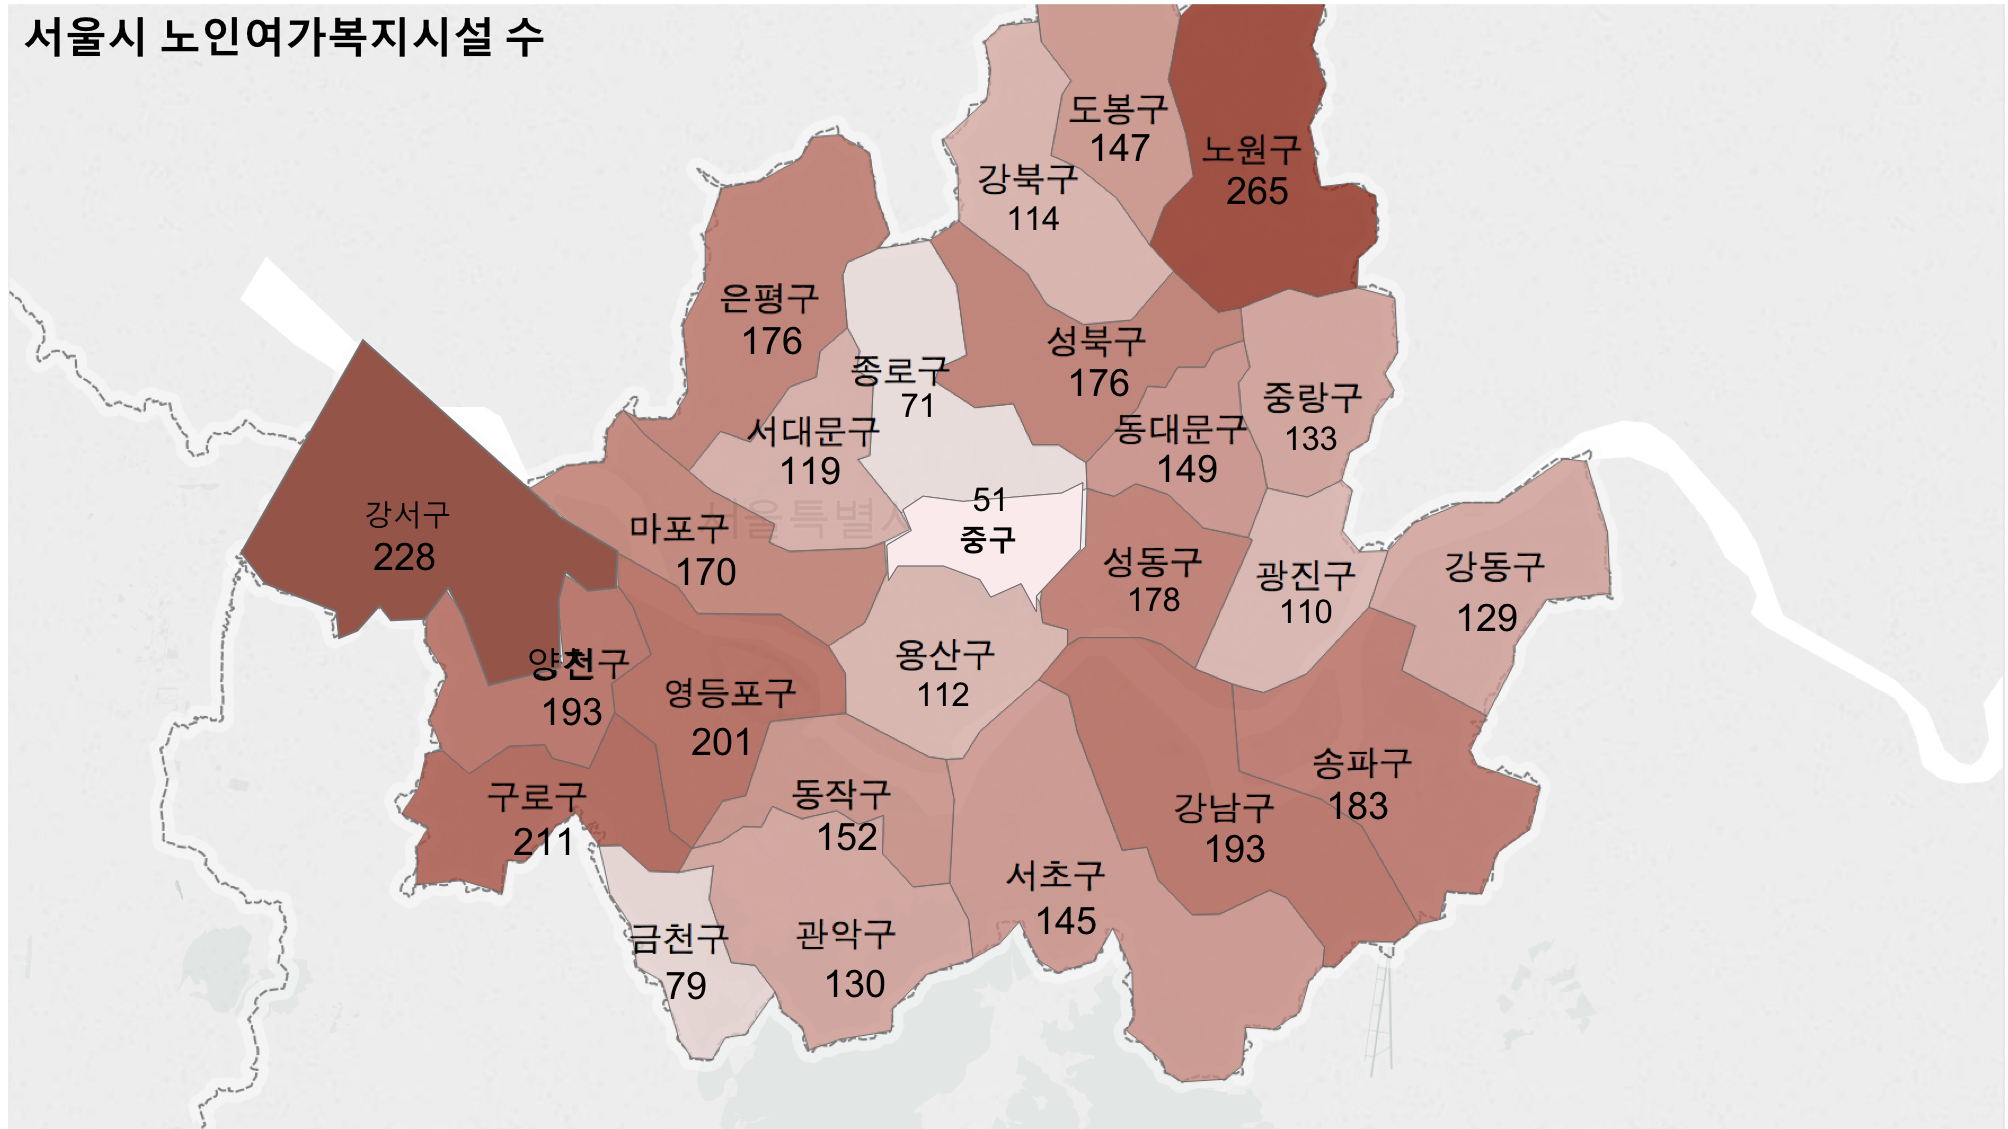 서울시 노인여가복지시설 수
도봉구
147
노원구
265
강북구
114
은평구
176
성북구
176
종로구
71
중랑구
133
서대문구
119
동대문구
149
강서구
228
마포구
170
서울특별시
51
중구
성동구
178
광진구
110
강동구
129
양천구
193
영등포구
201
용산구
112
송파구
183
구로구
211
동작구
152
강남구
193
서초구
145
금천구
79
관악구
130